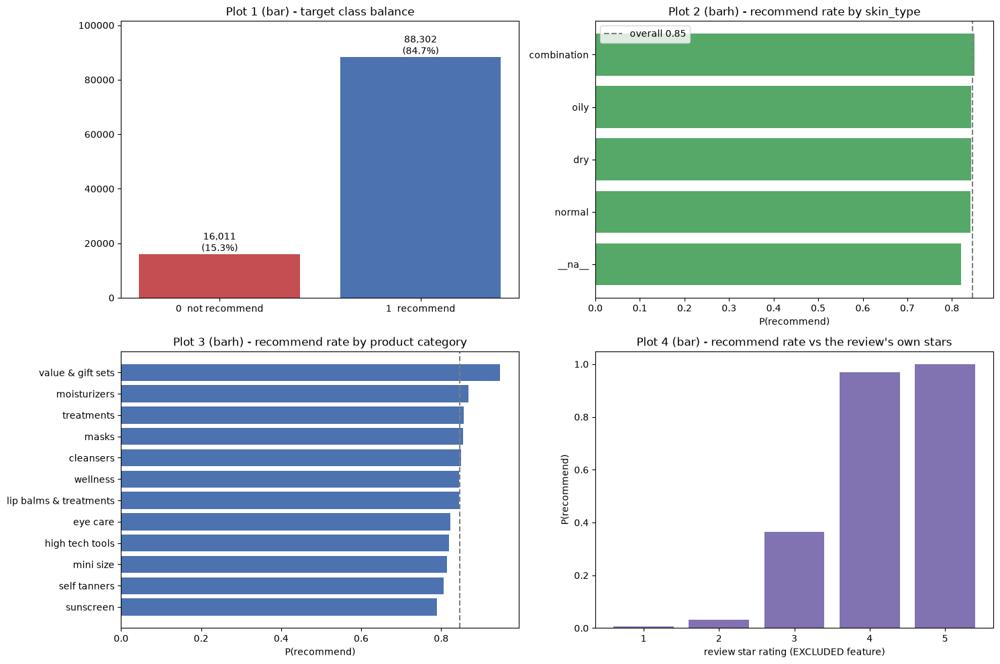 Plot 1 (bar) - target class balance
100000
80000
60000
40000
20000
0
88,302
(84.7%)
16,011
(15.3%)
0  not recommend
1  recommend
Plot 2 (barh) - recommend rate by skin_type
overall 0.85
combination
oily
dry
normal
__na__
0.0 0.1 0.2 0.3 0.4 0.5 0.6 0.7 0.8
P(recommend)
Plot 3 (barh) - recommend rate by product category
value & gift sets
moisturizers
treatments
masks
cleansers
wellness
lip balms & treatments
eye care
high tech tools
mini size
self tanners
sunscreen
0.0 0.2 0.4 0.6 0.8
P(recommend)
Plot 4 (bar) - recommend rate vs the review's own stars
P(recommend)
1.0
0.8
0.6
0.4
0.2
0.0
1 2 3 4 5
review star rating (EXCLUDED feature)